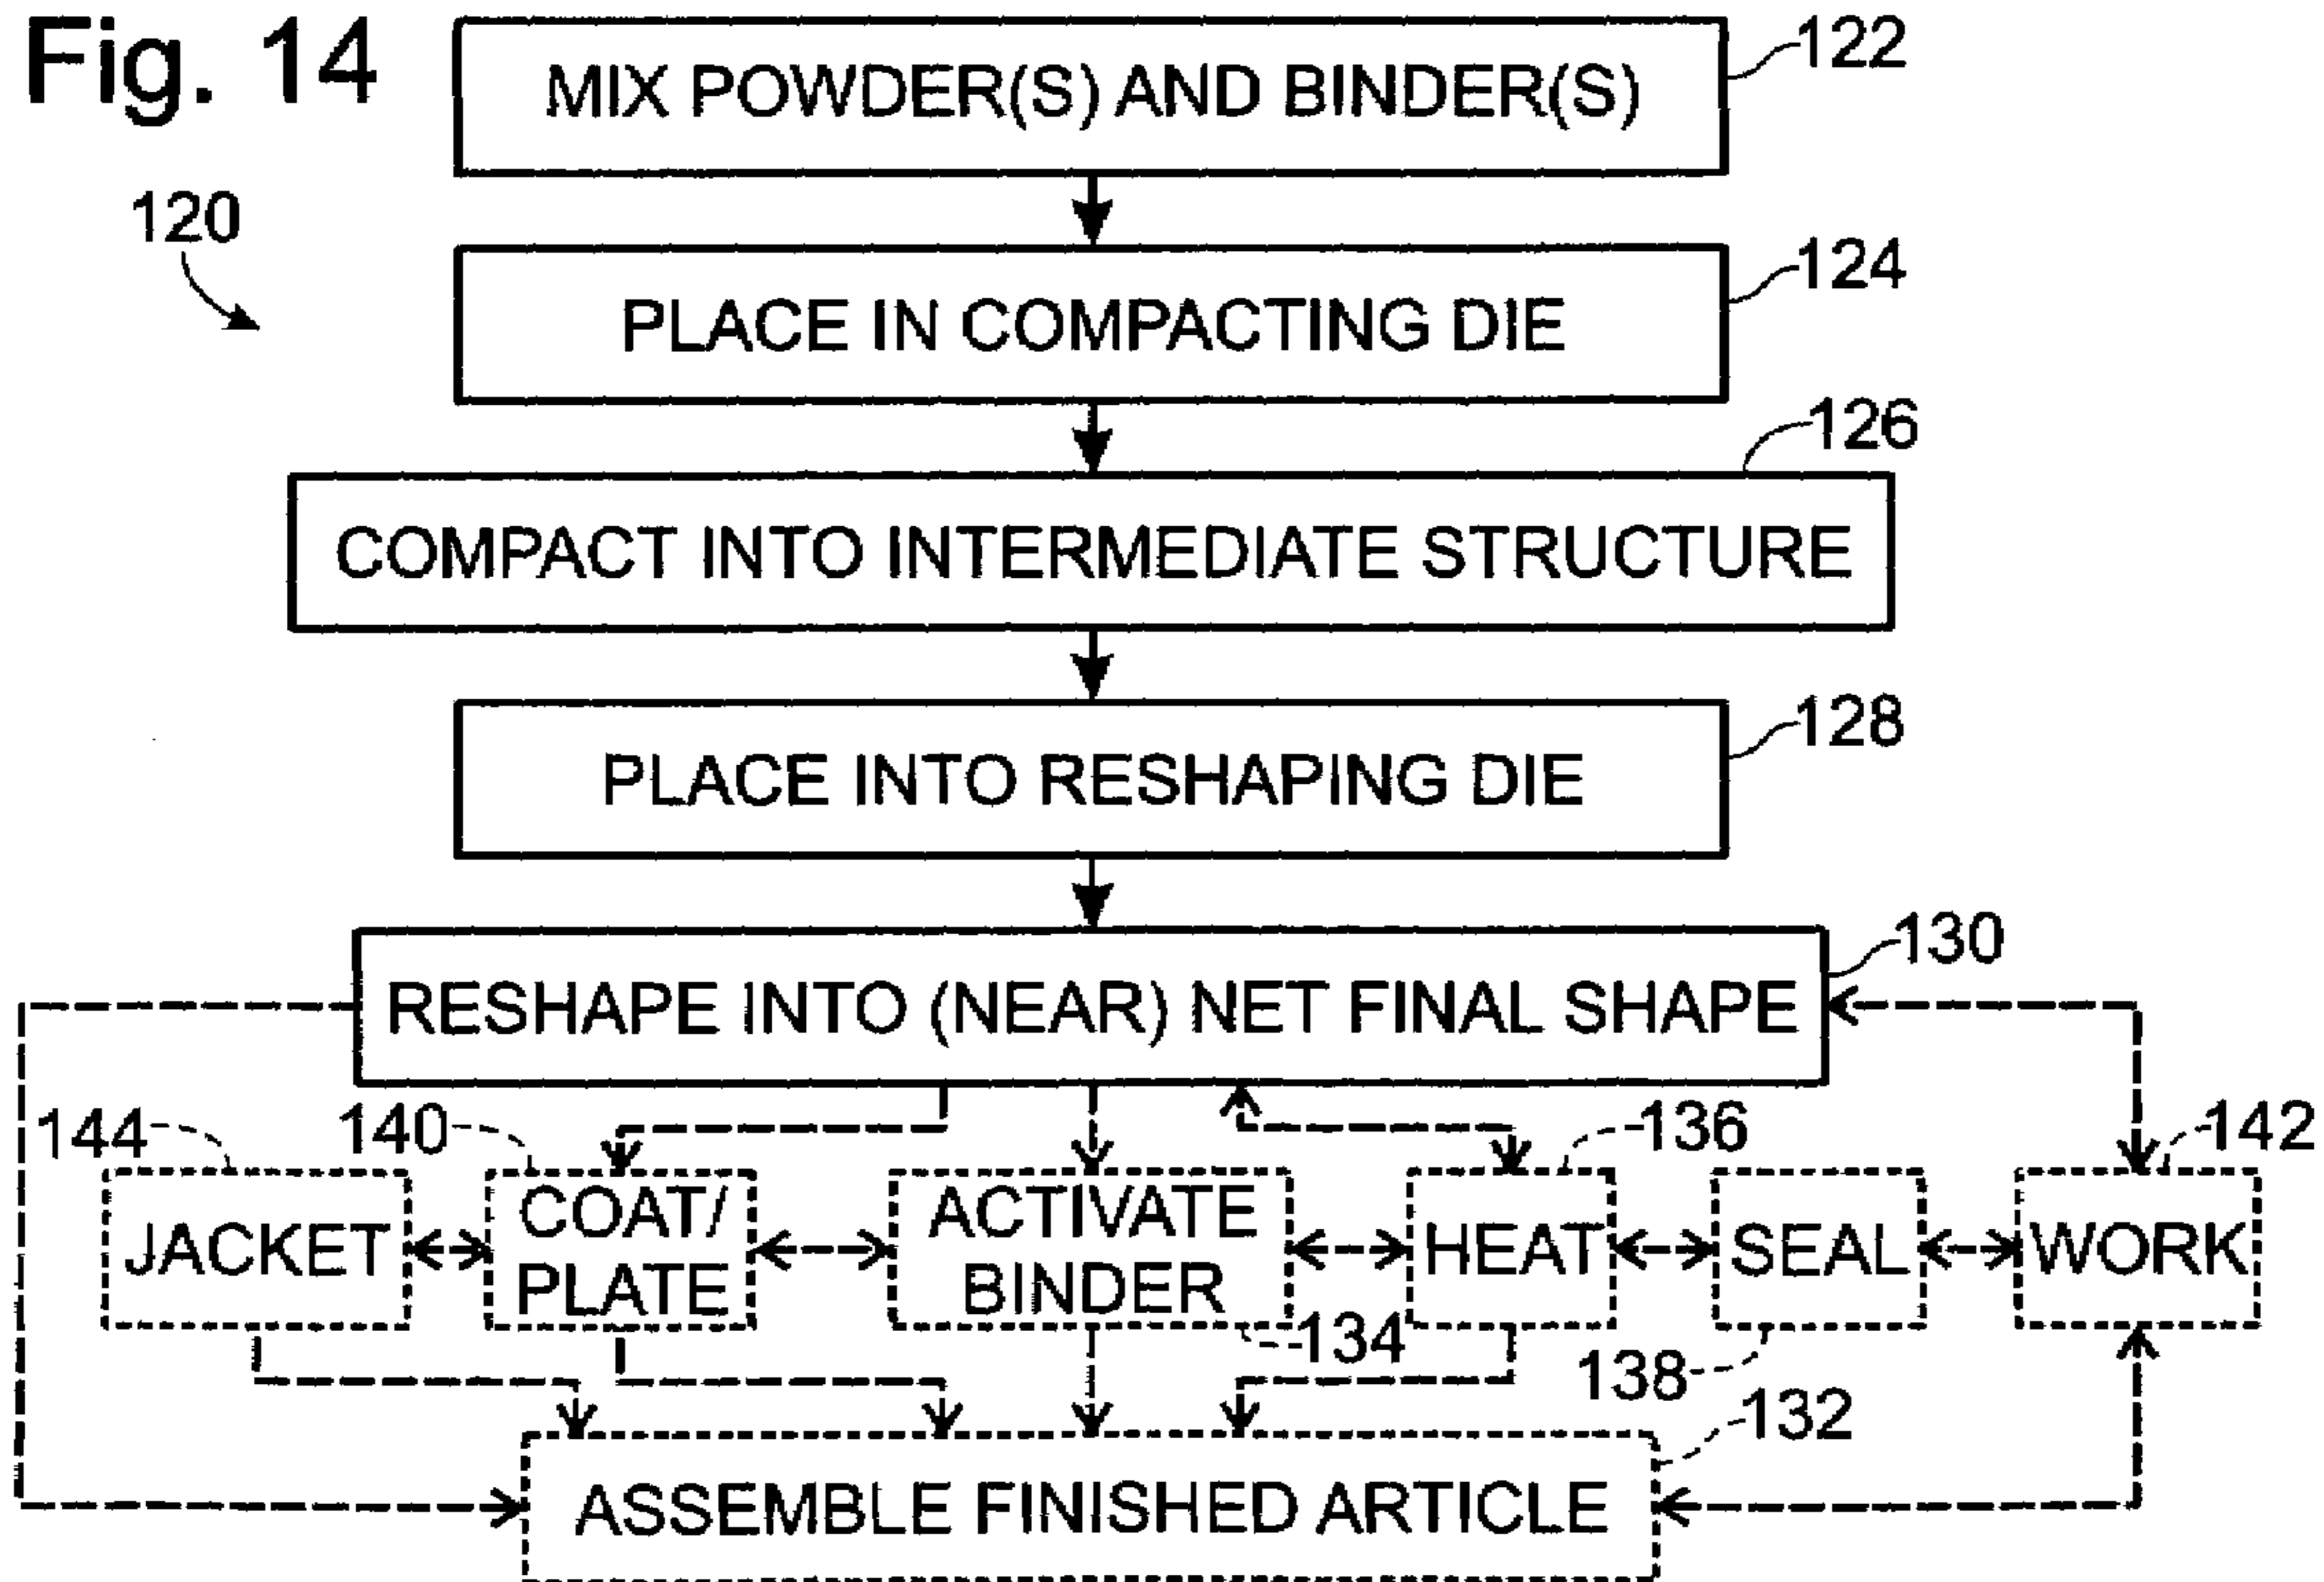 Fig. 14
MIX POWDER(S) AND BINDER(S)
122
120
PLACE IN COMPACTING DIE
124
126
COMPACT INTO INTERMEDIATE STRUCTURE
PLACE INTO RESHAPING DIE
128
RESHAPE INTO (NEAR) NET FINAL SHAPE
130
144
140
136
142
JACKET
COAT/
PLATE
ACTIVATE
BINDER
HEAT
SEAL
WORK
134
138
132
ASSEMBLE FINISHED ARTICLE